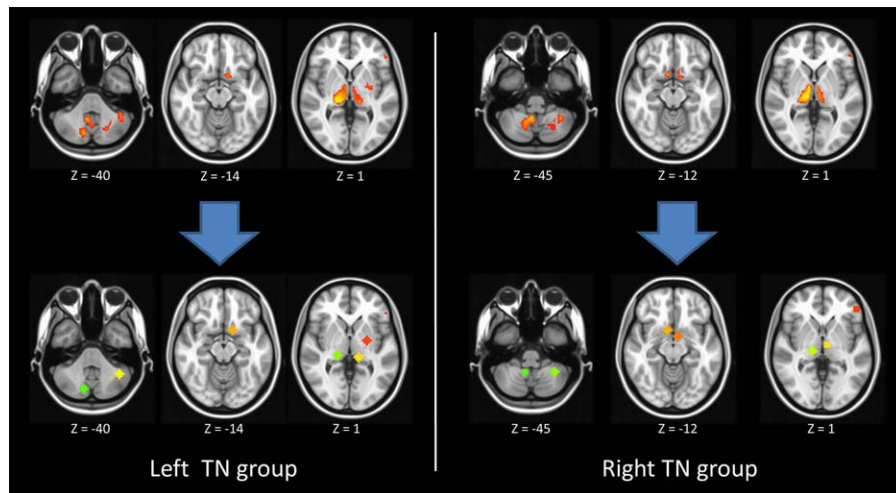 Z = -40 Z = -14 Z = 1
Z = -45 Z = -12 Z = 1
Z = -40 Z = -14 Z = 1
Z = -45 Z = -12 Z = 1
Left TN group
Right TN group